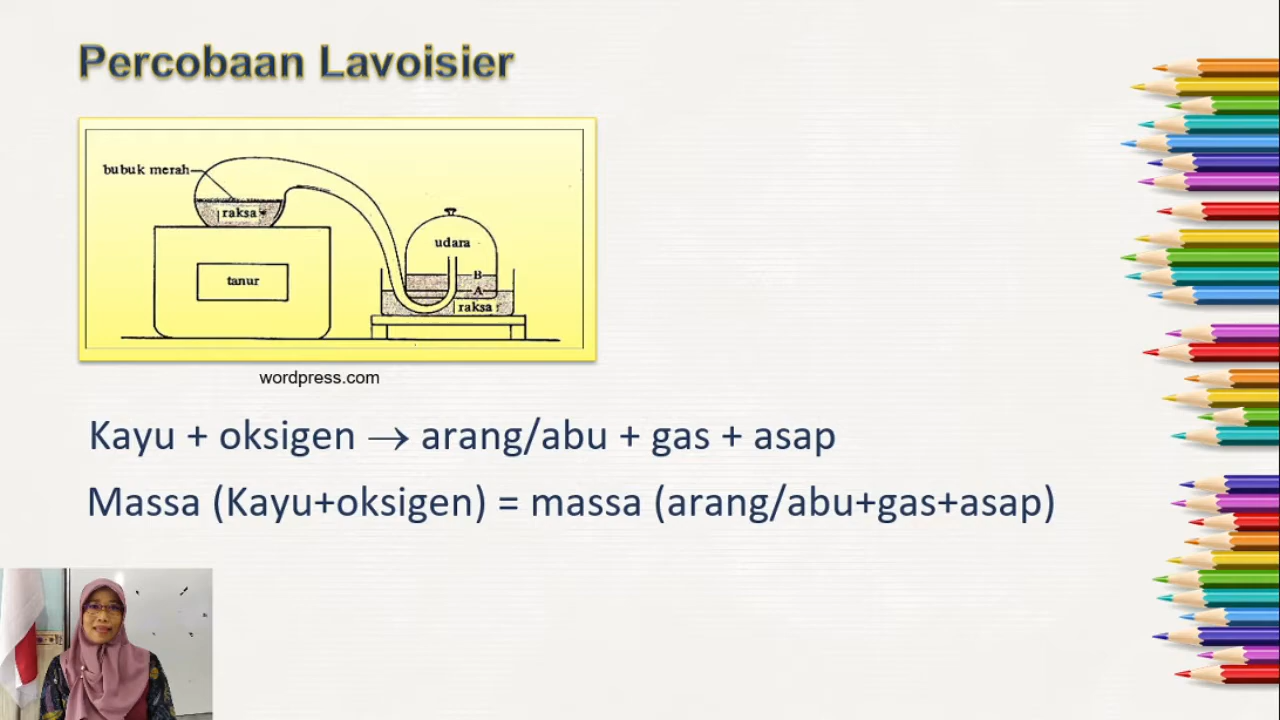 Percobaan Lavoisier
bubuk merah
raksa
udara
tanur
B
A
raksa
wordpress.com
Kayu + oksigen → arang/abu + gas + asap
Massa (Kayu+oksigen) = massa (arang/abu+gas+asap)